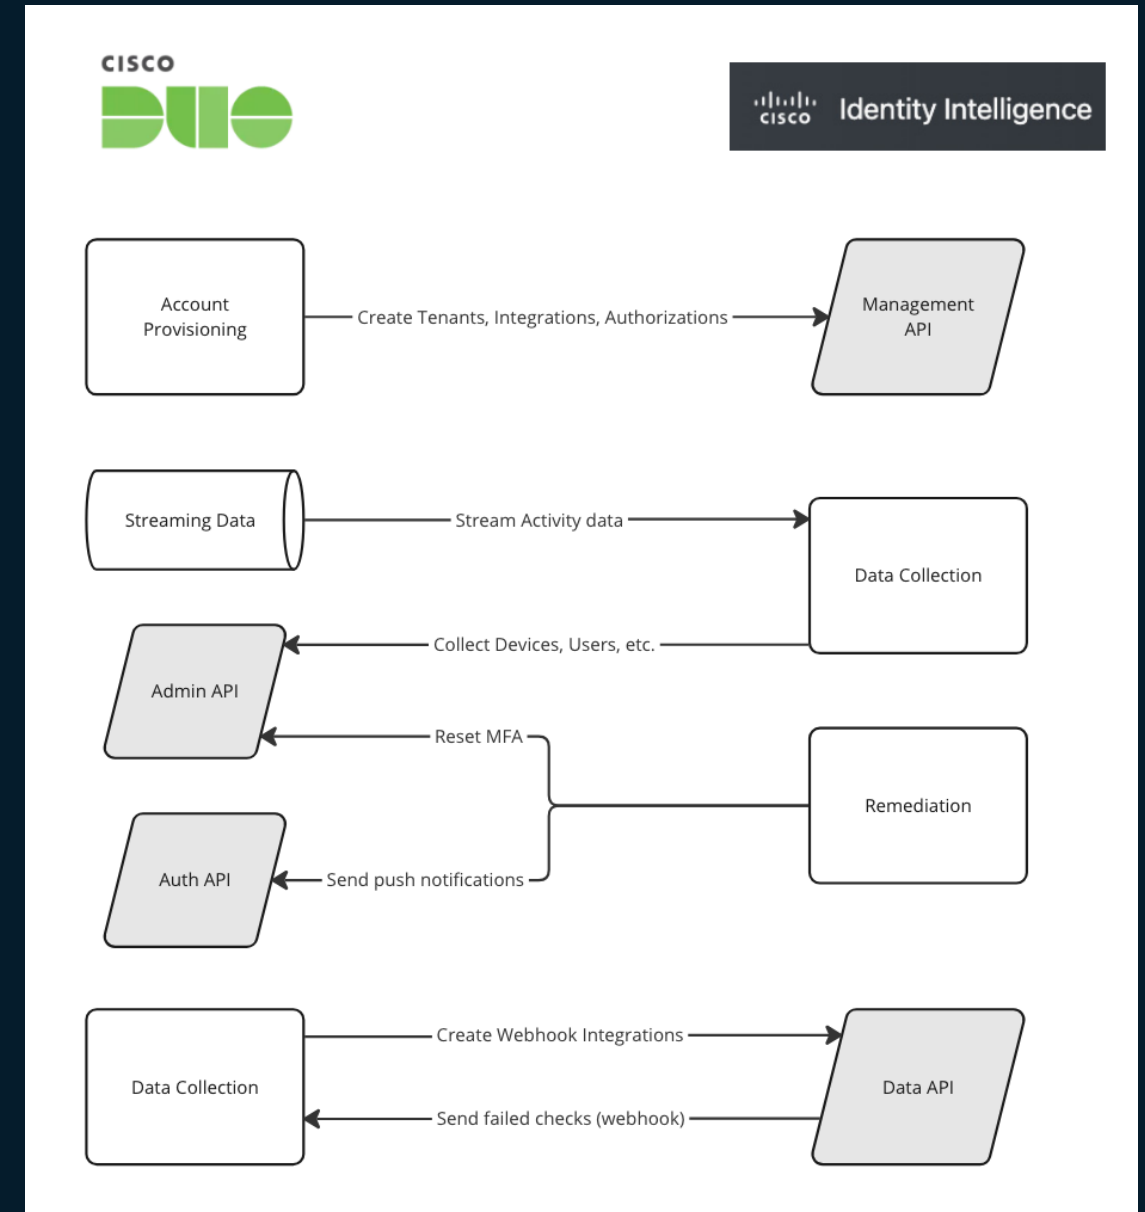 CISCO
DUO
CISCO Identity Intelligence
Account
Provisioning
Create Tenants, Integrations, Authorizations
Management
API
Streaming Data
Stream Activity data
Data Collection
Collect Devices, Users, etc.
Admin API
Reset MFA
Remediation
Auth API
Send push notifications
Data Collection
Create Webhook Integrations
Data API
Send failed checks (webhook)